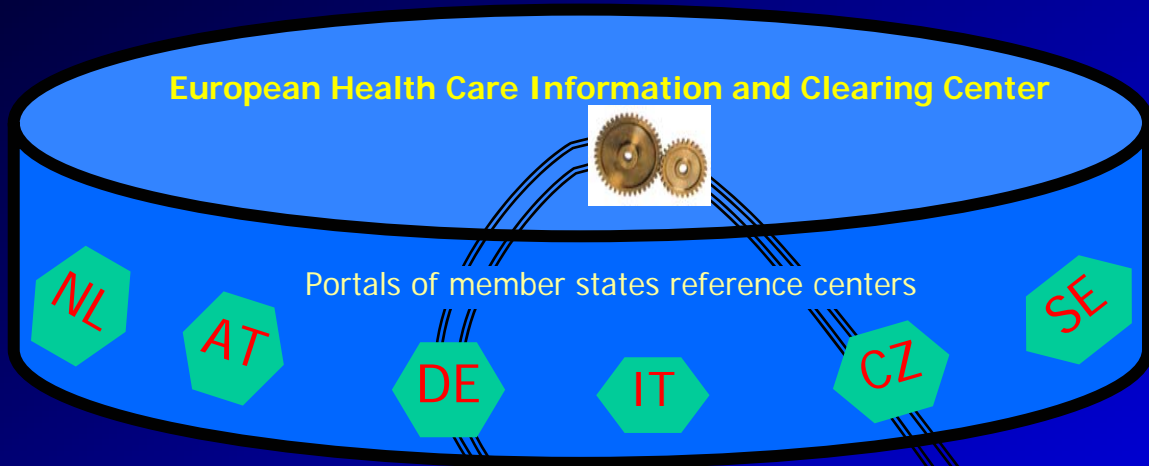 European Health Care Information and Clearing Center
Portals of member states reference centers
NL
AT
DE
IT
CZ
SE